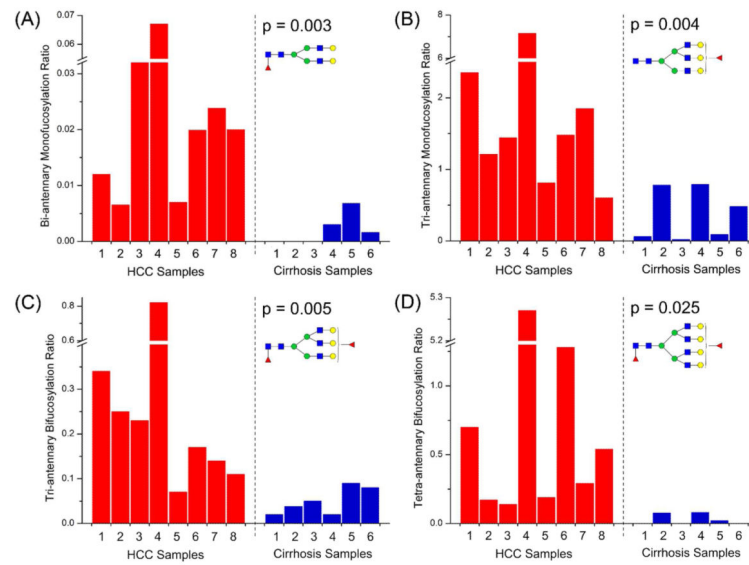 (A)
p = 0.003
Bi-antennary Monofucosylation Ratio
0.07
0.06
0.03
0.02
0.01
0.00
1 2 3 4 5 6 7 8
1 2 3 4 5 6
HCC Samples
Cirrhosis Samples
(B)
p = 0.004
Tri-antennary Monofucosylation Ratio
8
6
2
1
0
1 2 3 4 5 6 7 8
1 2 3 4 5 6
HCC Samples
Cirrhosis Samples
(C)
p = 0.005
Tri-antennary Bifucosylation Ratio
0.8
0.6
0.3
0.2
0.1
0.0
1 2 3 4 5 6 7 8
1 2 3 4 5 6
HCC Samples
Cirrhosis Samples
(D)
p = 0.025
Tetra-antennary Bifucosylation Ratio
5.3
5.2
1.0
0.5
0.0
1 2 3 4 5 6 7 8
1 2 3 4 5 6
HCC Samples
Cirrhosis Samples